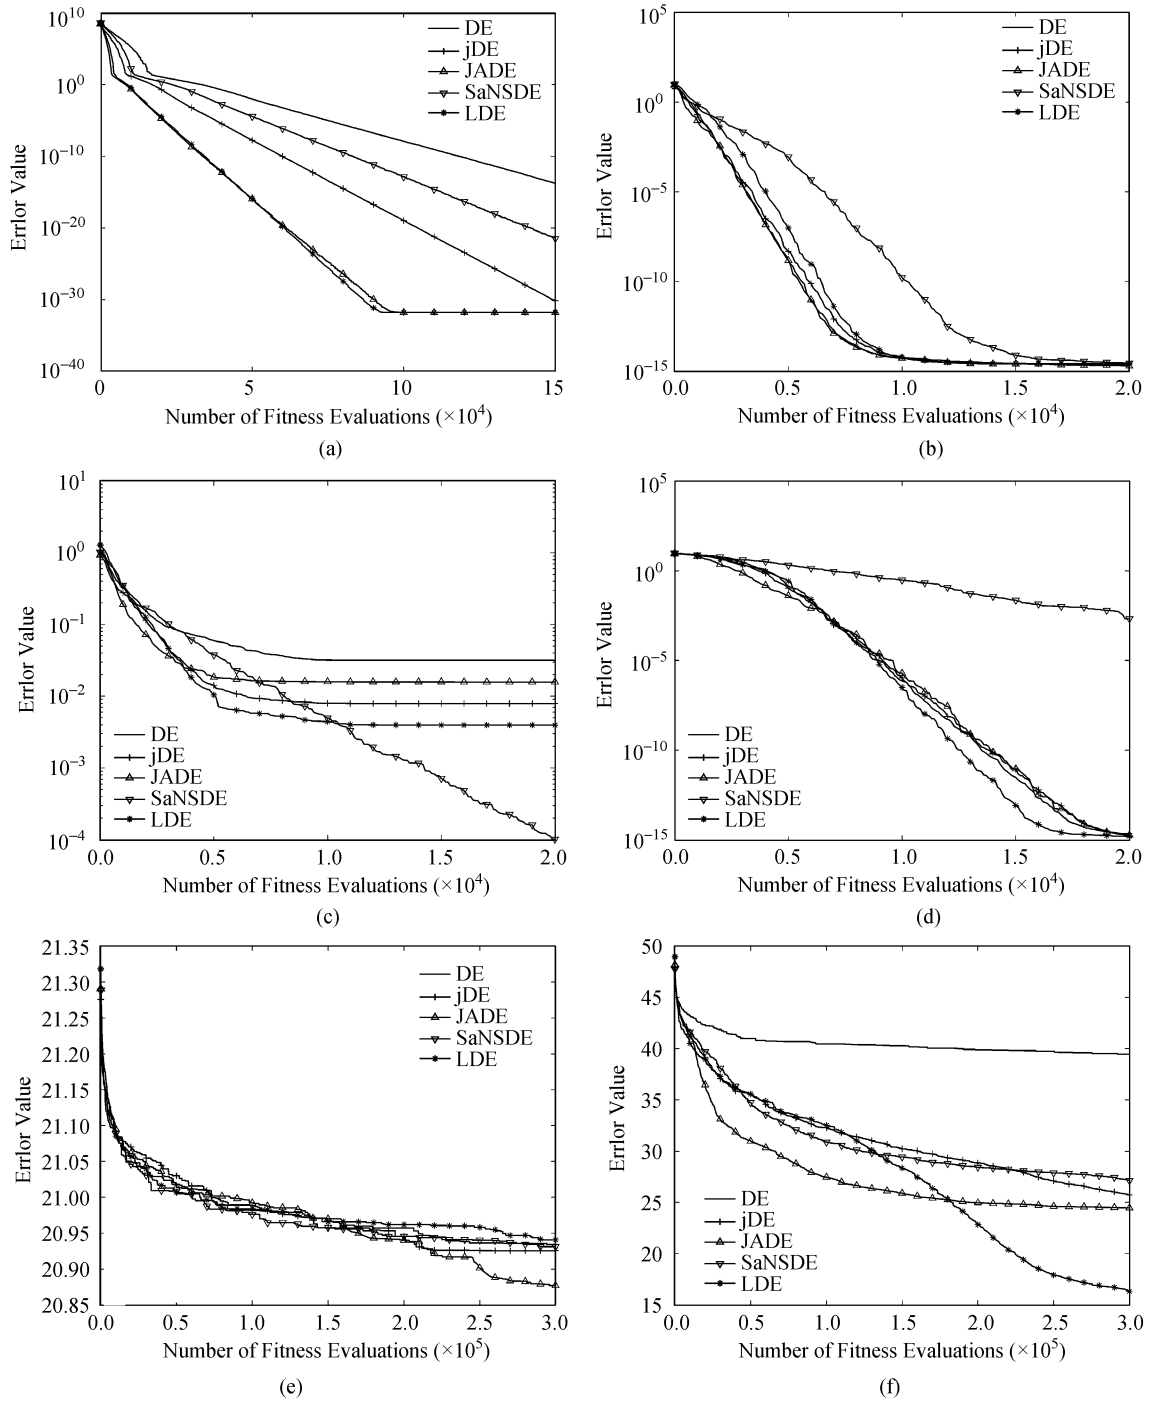 10^10
10^0
10^−10
10^−20
10^−30
10^−40
0
5
10
15
Errlor Value
Number of Fitness Evaluations (×10^4)
DE
jDE
JADE
SaNSDE
LDE
(a)
10^5
10^0
10^−5
10^−10
10^−15
0.0
0.5
1.0
1.5
2.0
Errlor Value
Number of Fitness Evaluations (×10^4)
DE
jDE
JADE
SaNSDE
LDE
(b)
10^1
10^0
10^−1
10^−2
10^−3
10^−4
0.0
0.5
1.0
1.5
2.0
Errlor Value
Number of Fitness Evaluations (×10^4)
DE
jDE
JADE
SaNSDE
LDE
(c)
10^5
10^0
10^−5
10^−10
10^−15
0.0
0.5
1.0
1.5
2.0
Errlor Value
Number of Fitness Evaluations (×10^4)
DE
jDE
JADE
SaNSDE
LDE
(d)
21.35
21.30
21.25
21.20
21.15
21.10
21.05
21.00
20.95
20.90
20.85
0.0
0.5
1.0
1.5
2.0
2.5
3.0
Errlor Value
Number of Fitness Evaluations (×10^5)
DE
jDE
JADE
SaNSDE
LDE
(e)
50
45
40
35
30
25
20
15
0.0
0.5
1.0
1.5
2.0
2.5
3.0
Errlor Value
Number of Fitness Evaluations (×10^5)
DE
jDE
JADE
SaNSDE
LDE
(f)